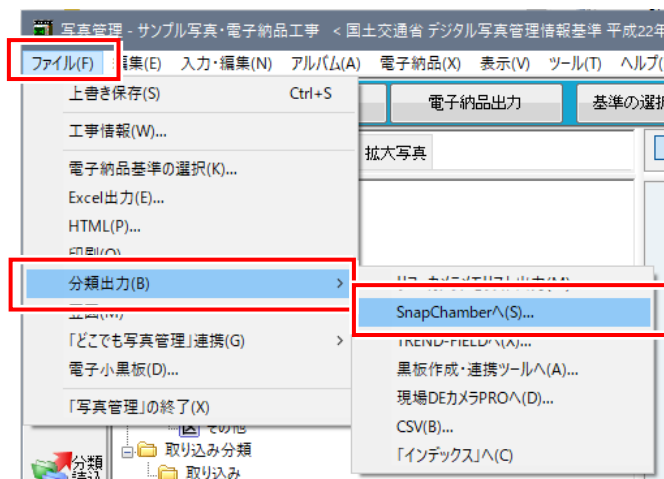 写真管理 - サンプル写真・電子納品工事 < 国土交通省 デジタル写真管理情報基準 平成22年
ファイル(F) 編集(E) 入力・編集(N) アルバム(A) 電子納品(X) 表示(V) ツール(T) ヘルプ(
上書き保存(S) Ctrl+S
電子納品出力
基準の選択
工事情報(W)...
拡大写真
電子納品基準の選択(K)...
Excel出力(E)...
HTML(P)...
印刷(O)
分類出力(B)
SnapChamberへ(S)...
「どこでも写真管理」連携(G)
TREND-FIELDへ(X)...
電子小黒板(D)...
黒板作成・連携ツールへ(A)...
現場DEカメラPROへ(D)...
「写真管理」の終了(X)
CSV(B)...
その他
取り込み分類
「インデックス」へ(C)
分類
読込
取り込み